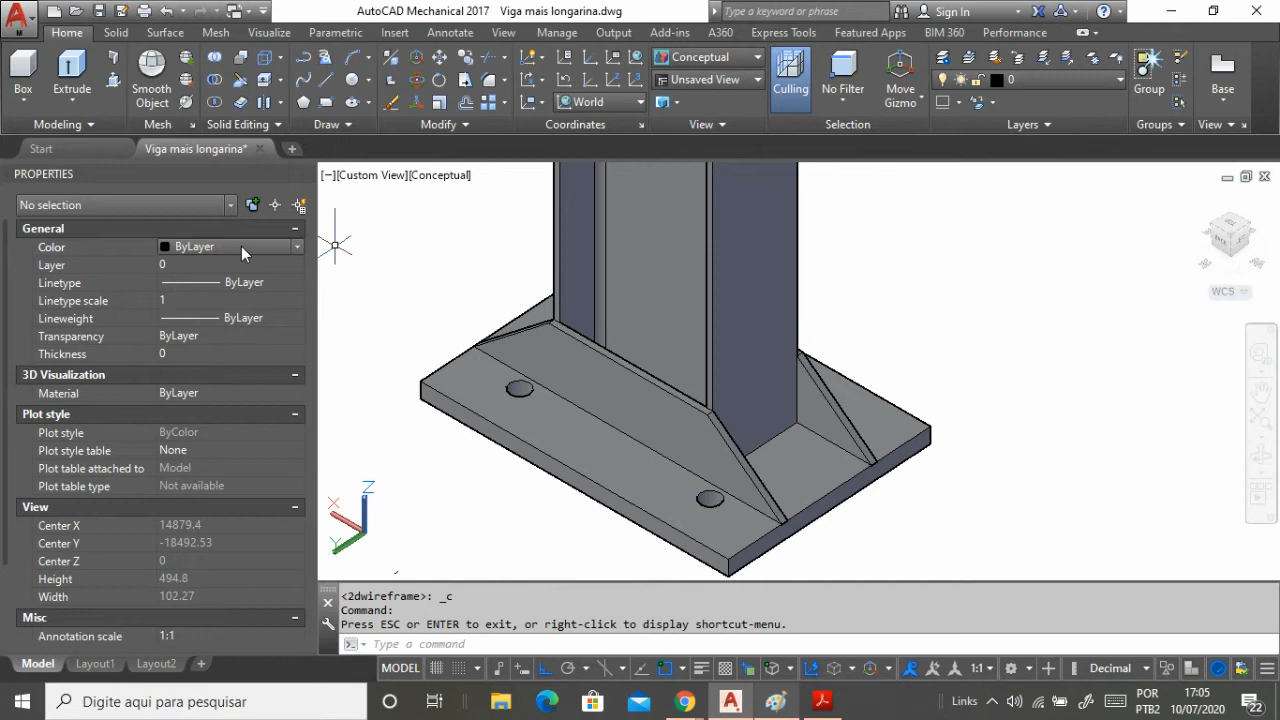 AutoCAD Mechanical 2017 Viga mais longarina.dwg
Type a keyword or phrase
Sign In
Home Solid Surface Mesh Visualize Parametric Insert Annotate View Manage Output Add-ins A360 Express Tools Featured Apps BIM 360 Performance
Box
Extrude
Smooth Object
Conceptual
Unsaved View
World
Culling
No Filter
Move Gizmo
0
Group
Base
Modeling Mesh Solid Editing Draw Modify Coordinates View Selection Layers Groups View
Start
Viga mais longarina*
PROPERTIES
No selection
General
Color ByLayer
Layer 0
Linetype ByLayer
Linetype scale 1
Lineweight ByLayer
Transparency ByLayer
Thickness 0
3D Visualization
Material ByLayer
Plot style
Plot style ByColor
Plot style table None
Plot table attached to Model
Plot table type Not available
View
Center X 14879.4
Center Y -18492.53
Center Z 0
Height 494.8
Width 102.27
Misc
Annotation scale 1:1
[−][Custom View][Conceptual]
WCS
X
Y
Z
<2dwireframe>: _c
Command:
Press ESC or ENTER to exit, or right-click to display shortcut-menu.
Type a command
Model Layout1 Layout2 +
MODEL
1:1
Decimal
Digite aqui para pesquisar
Links
POR
PTB2
17:05
10/07/2020
22